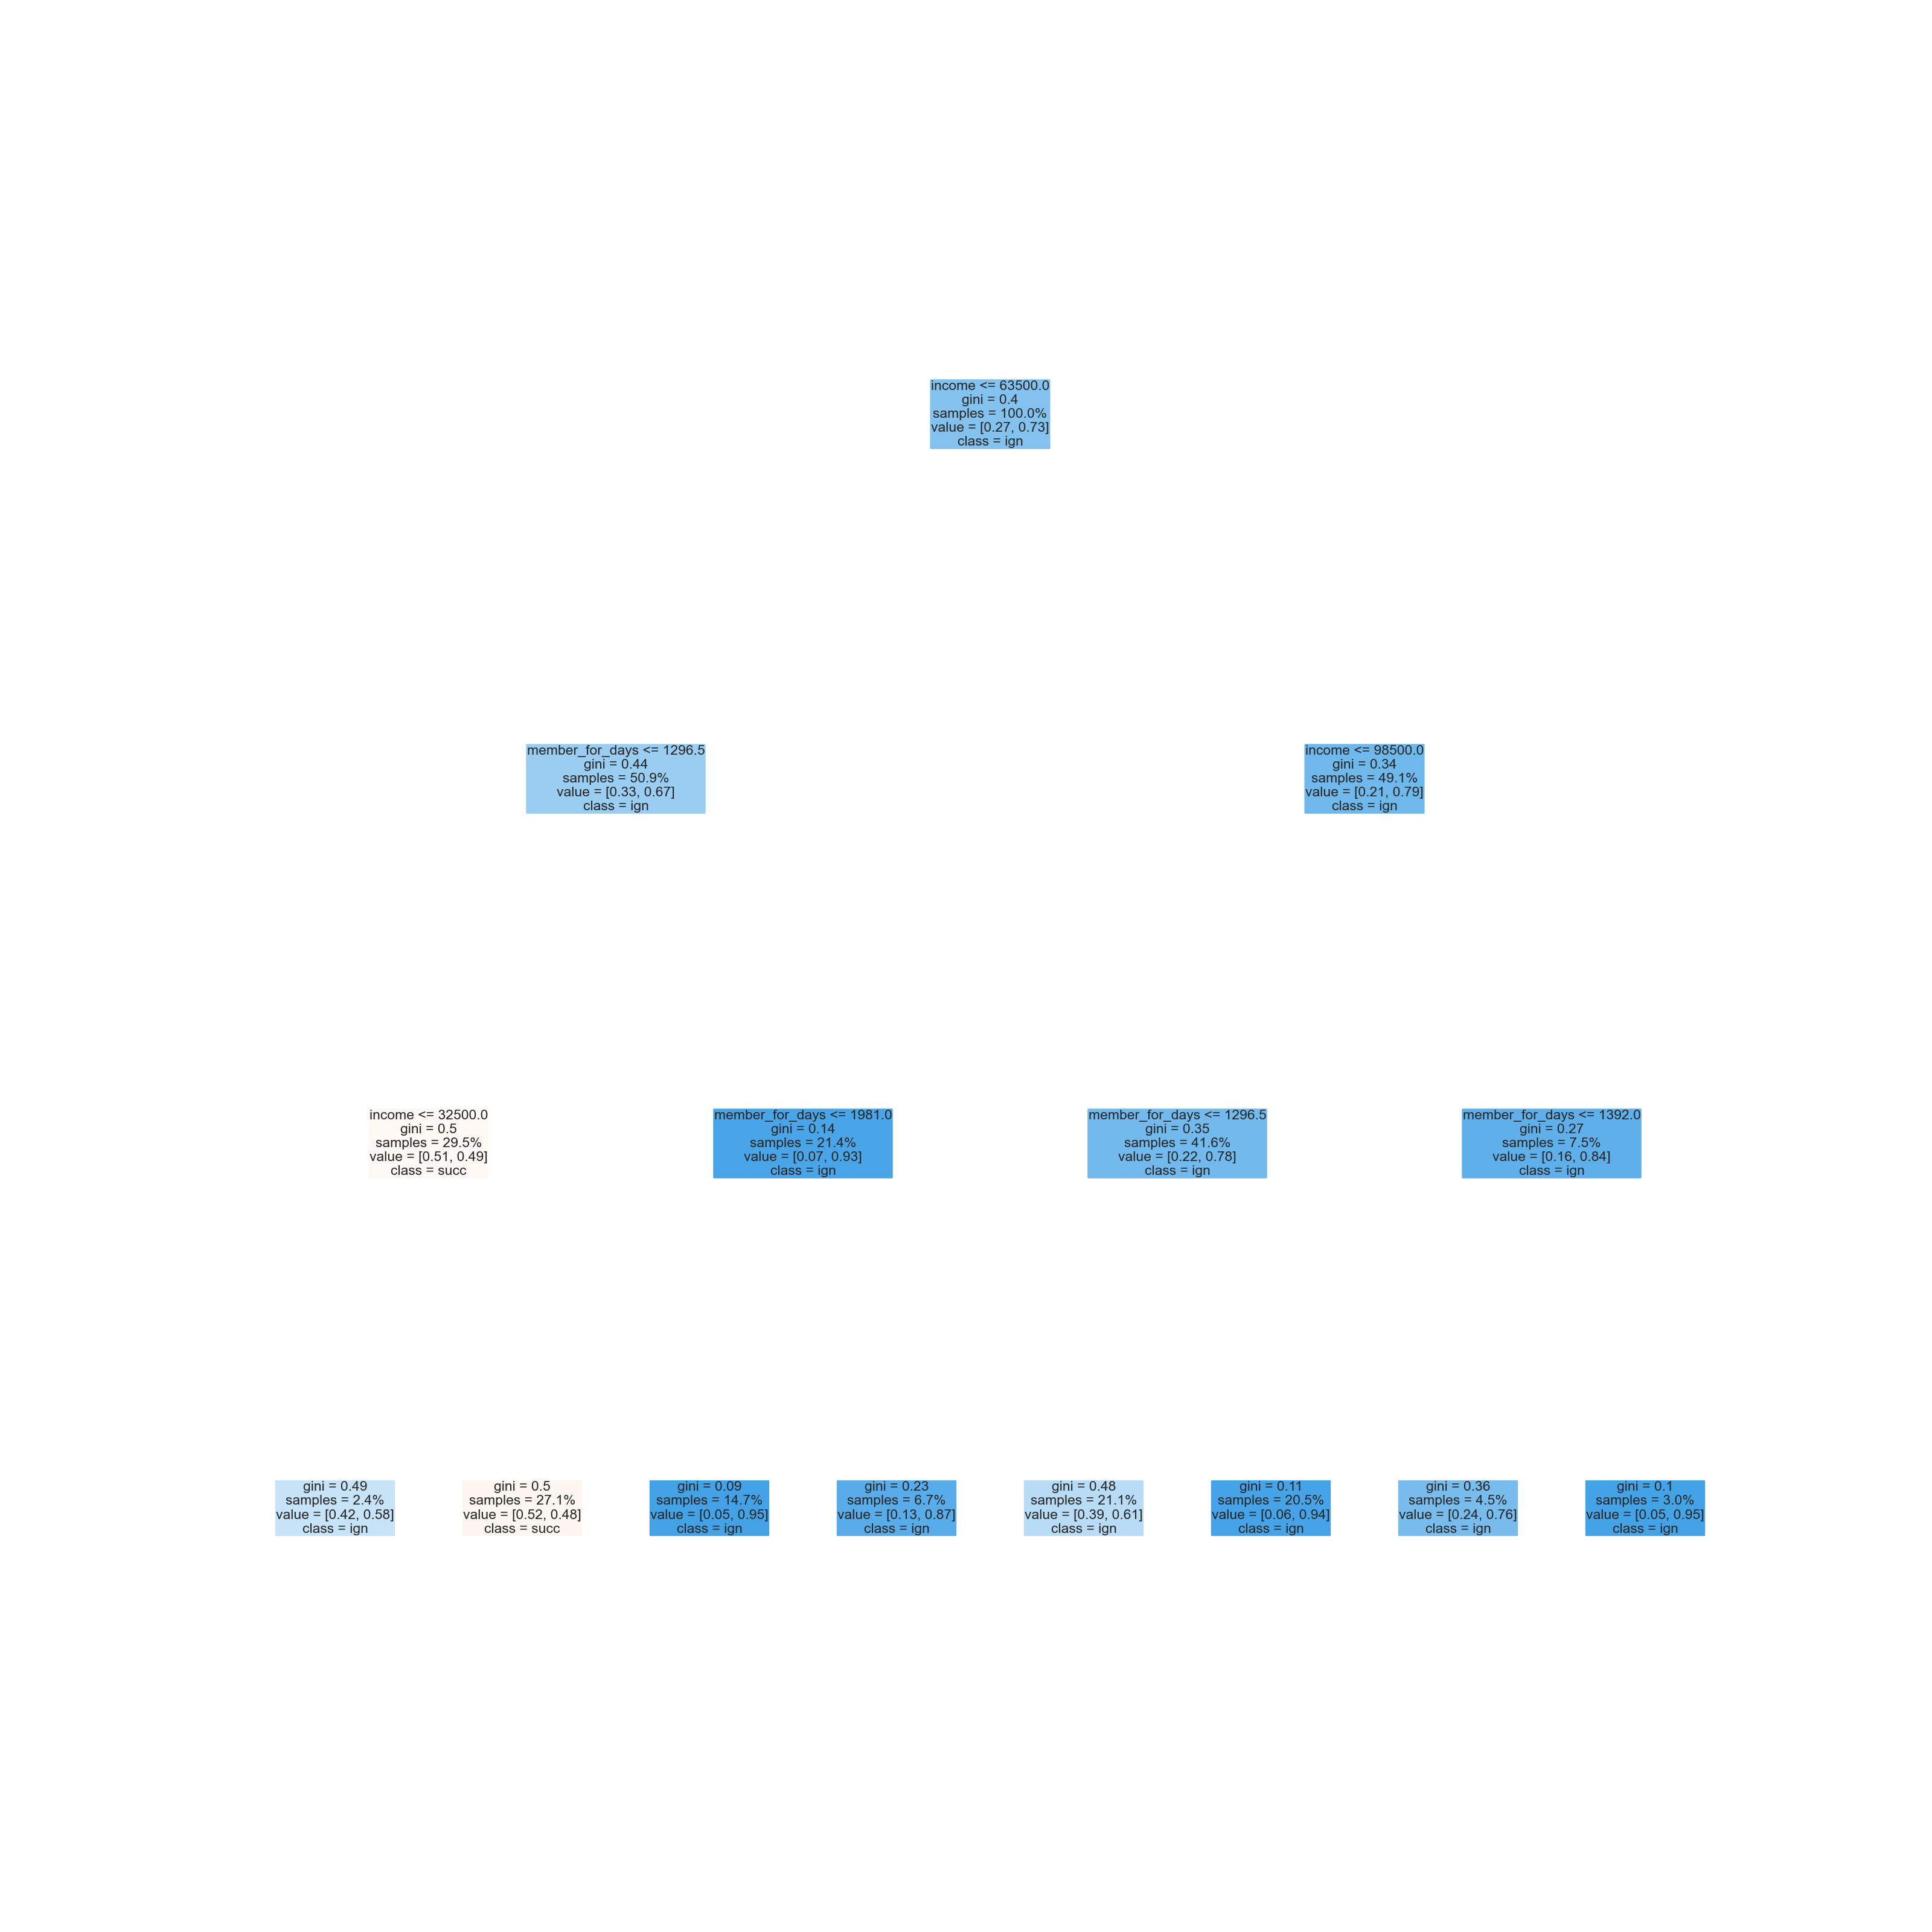 income <= 63500.0
gini = 0.4
samples = 100.0%
value = [0.27, 0.73]
class = ign
member_for_days <= 1296.5
gini = 0.44
samples = 50.9%
value = [0.33, 0.67]
class = ign
income <= 98500.0
gini = 0.34
samples = 49.1%
value = [0.21, 0.79]
class = ign
income <= 32500.0
gini = 0.5
samples = 29.5%
value = [0.51, 0.49]
class = succ
member_for_days <= 1981.0
gini = 0.14
samples = 21.4%
value = [0.07, 0.93]
class = ign
member_for_days <= 1296.5
gini = 0.35
samples = 41.6%
value = [0.22, 0.78]
class = ign
member_for_days <= 1392.0
gini = 0.27
samples = 7.5%
value = [0.16, 0.84]
class = ign
gini = 0.49
samples = 2.4%
value = [0.42, 0.58]
class = ign
gini = 0.5
samples = 27.1%
value = [0.52, 0.48]
class = succ
gini = 0.09
samples = 14.7%
value = [0.05, 0.95]
class = ign
gini = 0.23
samples = 6.7%
value = [0.13, 0.87]
class = ign
gini = 0.48
samples = 21.1%
value = [0.39, 0.61]
class = ign
gini = 0.11
samples = 20.5%
value = [0.06, 0.94]
class = ign
gini = 0.36
samples = 4.5%
value = [0.24, 0.76]
class = ign
gini = 0.1
samples = 3.0%
value = [0.05, 0.95]
class = ign